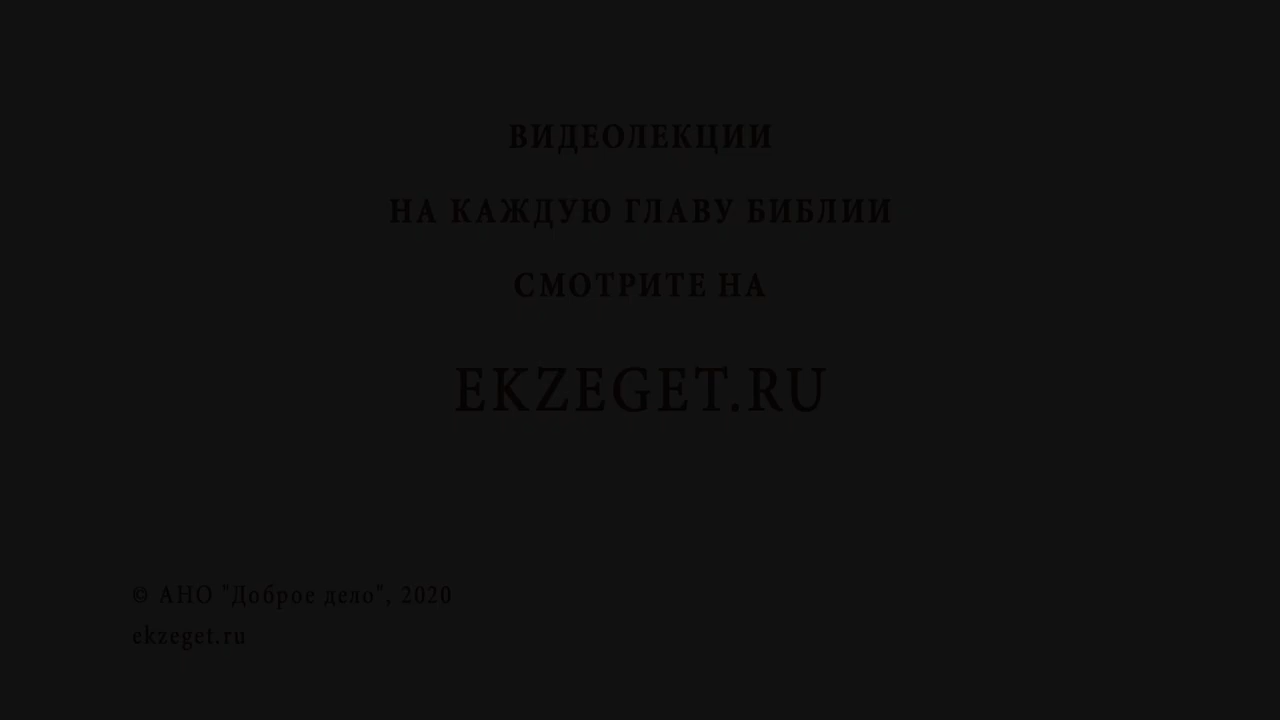 ВИДЕОЛЕКЦИИ
НА КАЖДУЮ ГЛАВУ БИБЛИИ
СМОТРИТЕ НА
EKZEGET.RU
© АНО "Доброе дело", 2020
ekzeget.ru